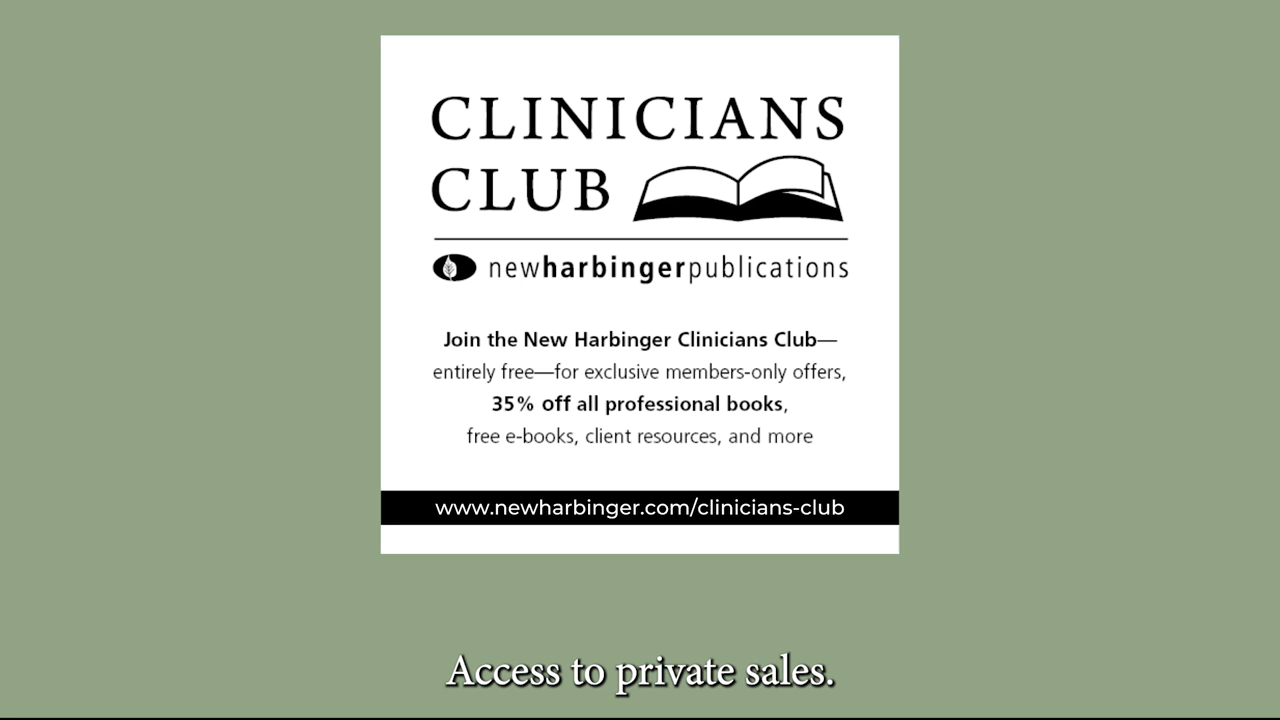 CLINICIANS
CLUB
newharbingerpublications
Join the New Harbinger Clinicians Club—
entirely free—for exclusive members-only offers,
35% off all professional books,
free e-books, client resources, and more
www.newharbinger.com/clinicians-club
Access to private sales.